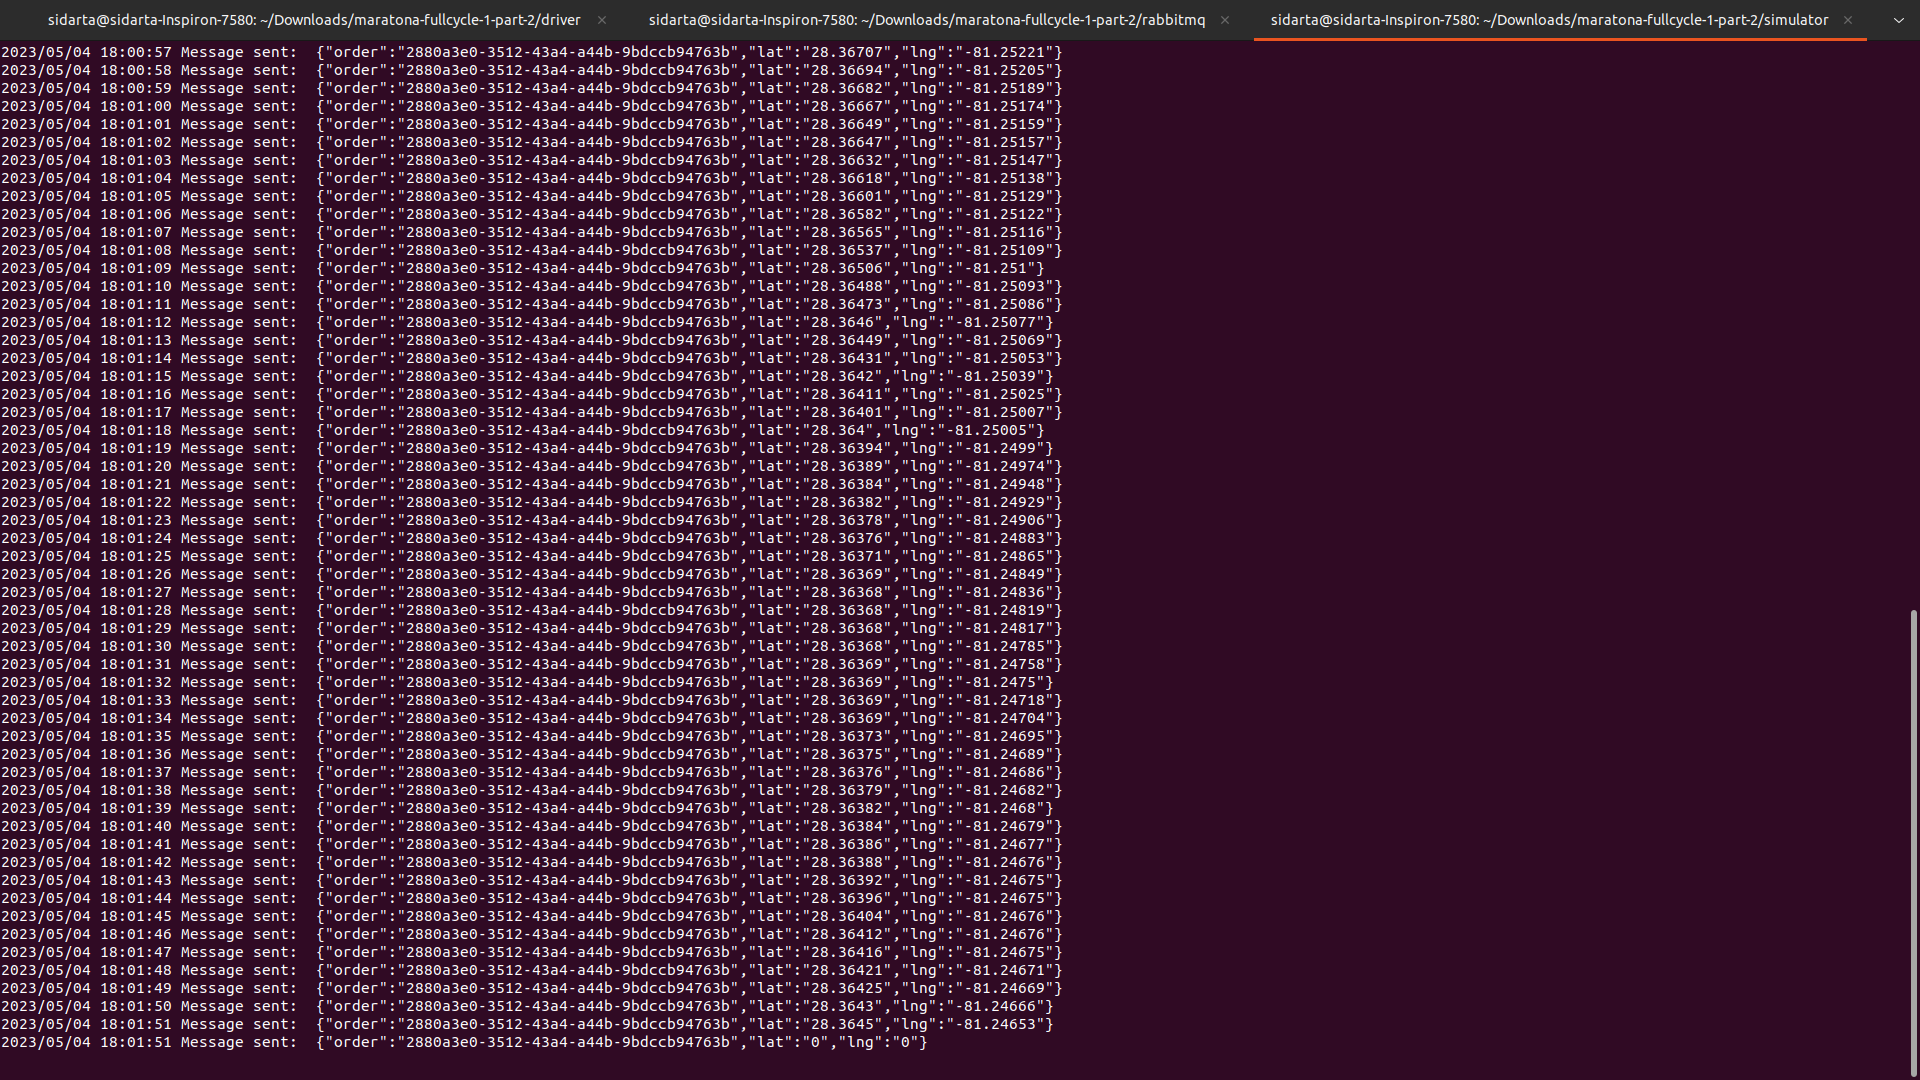 sidarta@sidarta-Inspiron-7580: ~/Downloads/maratona-fullcycle-1-part-2/driver × sidarta@sidarta-Inspiron-7580: ~/Downloads/maratona-fullcycle-1-part-2/rabbitmq × sidarta@sidarta-Inspiron-7580: ~/Downloads/maratona-fullcycle-1-part-2/simulator ×
2023/05/04 18:00:57 Message sent:  {"order":"2880a3e0-3512-43a4-a44b-9bdccb94763b","lat":"28.36707","lng":"-81.25221"}
2023/05/04 18:00:58 Message sent:  {"order":"2880a3e0-3512-43a4-a44b-9bdccb94763b","lat":"28.36694","lng":"-81.25205"}
2023/05/04 18:00:59 Message sent:  {"order":"2880a3e0-3512-43a4-a44b-9bdccb94763b","lat":"28.36682","lng":"-81.25189"}
2023/05/04 18:01:00 Message sent:  {"order":"2880a3e0-3512-43a4-a44b-9bdccb94763b","lat":"28.36667","lng":"-81.25174"}
2023/05/04 18:01:01 Message sent:  {"order":"2880a3e0-3512-43a4-a44b-9bdccb94763b","lat":"28.36649","lng":"-81.25159"}
2023/05/04 18:01:02 Message sent:  {"order":"2880a3e0-3512-43a4-a44b-9bdccb94763b","lat":"28.36647","lng":"-81.25157"}
2023/05/04 18:01:03 Message sent:  {"order":"2880a3e0-3512-43a4-a44b-9bdccb94763b","lat":"28.36632","lng":"-81.25147"}
2023/05/04 18:01:04 Message sent:  {"order":"2880a3e0-3512-43a4-a44b-9bdccb94763b","lat":"28.36618","lng":"-81.25138"}
2023/05/04 18:01:05 Message sent:  {"order":"2880a3e0-3512-43a4-a44b-9bdccb94763b","lat":"28.36601","lng":"-81.25129"}
2023/05/04 18:01:06 Message sent:  {"order":"2880a3e0-3512-43a4-a44b-9bdccb94763b","lat":"28.36582","lng":"-81.25122"}
2023/05/04 18:01:07 Message sent:  {"order":"2880a3e0-3512-43a4-a44b-9bdccb94763b","lat":"28.36565","lng":"-81.25116"}
2023/05/04 18:01:08 Message sent:  {"order":"2880a3e0-3512-43a4-a44b-9bdccb94763b","lat":"28.36537","lng":"-81.25109"}
2023/05/04 18:01:09 Message sent:  {"order":"2880a3e0-3512-43a4-a44b-9bdccb94763b","lat":"28.36506","lng":"-81.251"}
2023/05/04 18:01:10 Message sent:  {"order":"2880a3e0-3512-43a4-a44b-9bdccb94763b","lat":"28.36488","lng":"-81.25093"}
2023/05/04 18:01:11 Message sent:  {"order":"2880a3e0-3512-43a4-a44b-9bdccb94763b","lat":"28.36473","lng":"-81.25086"}
2023/05/04 18:01:12 Message sent:  {"order":"2880a3e0-3512-43a4-a44b-9bdccb94763b","lat":"28.3646","lng":"-81.25077"}
2023/05/04 18:01:13 Message sent:  {"order":"2880a3e0-3512-43a4-a44b-9bdccb94763b","lat":"28.36449","lng":"-81.25069"}
2023/05/04 18:01:14 Message sent:  {"order":"2880a3e0-3512-43a4-a44b-9bdccb94763b","lat":"28.36431","lng":"-81.25053"}
2023/05/04 18:01:15 Message sent:  {"order":"2880a3e0-3512-43a4-a44b-9bdccb94763b","lat":"28.3642","lng":"-81.25039"}
2023/05/04 18:01:16 Message sent:  {"order":"2880a3e0-3512-43a4-a44b-9bdccb94763b","lat":"28.36411","lng":"-81.25025"}
2023/05/04 18:01:17 Message sent:  {"order":"2880a3e0-3512-43a4-a44b-9bdccb94763b","lat":"28.36401","lng":"-81.25007"}
2023/05/04 18:01:18 Message sent:  {"order":"2880a3e0-3512-43a4-a44b-9bdccb94763b","lat":"28.364","lng":"-81.25005"}
2023/05/04 18:01:19 Message sent:  {"order":"2880a3e0-3512-43a4-a44b-9bdccb94763b","lat":"28.36394","lng":"-81.2499"}
2023/05/04 18:01:20 Message sent:  {"order":"2880a3e0-3512-43a4-a44b-9bdccb94763b","lat":"28.36389","lng":"-81.24974"}
2023/05/04 18:01:21 Message sent:  {"order":"2880a3e0-3512-43a4-a44b-9bdccb94763b","lat":"28.36384","lng":"-81.24948"}
2023/05/04 18:01:22 Message sent:  {"order":"2880a3e0-3512-43a4-a44b-9bdccb94763b","lat":"28.36382","lng":"-81.24929"}
2023/05/04 18:01:23 Message sent:  {"order":"2880a3e0-3512-43a4-a44b-9bdccb94763b","lat":"28.36378","lng":"-81.24906"}
2023/05/04 18:01:24 Message sent:  {"order":"2880a3e0-3512-43a4-a44b-9bdccb94763b","lat":"28.36376","lng":"-81.24883"}
2023/05/04 18:01:25 Message sent:  {"order":"2880a3e0-3512-43a4-a44b-9bdccb94763b","lat":"28.36371","lng":"-81.24865"}
2023/05/04 18:01:26 Message sent:  {"order":"2880a3e0-3512-43a4-a44b-9bdccb94763b","lat":"28.36369","lng":"-81.24849"}
2023/05/04 18:01:27 Message sent:  {"order":"2880a3e0-3512-43a4-a44b-9bdccb94763b","lat":"28.36368","lng":"-81.24836"}
2023/05/04 18:01:28 Message sent:  {"order":"2880a3e0-3512-43a4-a44b-9bdccb94763b","lat":"28.36368","lng":"-81.24819"}
2023/05/04 18:01:29 Message sent:  {"order":"2880a3e0-3512-43a4-a44b-9bdccb94763b","lat":"28.36368","lng":"-81.24817"}
2023/05/04 18:01:30 Message sent:  {"order":"2880a3e0-3512-43a4-a44b-9bdccb94763b","lat":"28.36368","lng":"-81.24785"}
2023/05/04 18:01:31 Message sent:  {"order":"2880a3e0-3512-43a4-a44b-9bdccb94763b","lat":"28.36369","lng":"-81.24758"}
2023/05/04 18:01:32 Message sent:  {"order":"2880a3e0-3512-43a4-a44b-9bdccb94763b","lat":"28.36369","lng":"-81.2475"}
2023/05/04 18:01:33 Message sent:  {"order":"2880a3e0-3512-43a4-a44b-9bdccb94763b","lat":"28.36369","lng":"-81.24718"}
2023/05/04 18:01:34 Message sent:  {"order":"2880a3e0-3512-43a4-a44b-9bdccb94763b","lat":"28.36369","lng":"-81.24704"}
2023/05/04 18:01:35 Message sent:  {"order":"2880a3e0-3512-43a4-a44b-9bdccb94763b","lat":"28.36373","lng":"-81.24695"}
2023/05/04 18:01:36 Message sent:  {"order":"2880a3e0-3512-43a4-a44b-9bdccb94763b","lat":"28.36375","lng":"-81.24689"}
2023/05/04 18:01:37 Message sent:  {"order":"2880a3e0-3512-43a4-a44b-9bdccb94763b","lat":"28.36376","lng":"-81.24686"}
2023/05/04 18:01:38 Message sent:  {"order":"2880a3e0-3512-43a4-a44b-9bdccb94763b","lat":"28.36379","lng":"-81.24682"}
2023/05/04 18:01:39 Message sent:  {"order":"2880a3e0-3512-43a4-a44b-9bdccb94763b","lat":"28.36382","lng":"-81.2468"}
2023/05/04 18:01:40 Message sent:  {"order":"2880a3e0-3512-43a4-a44b-9bdccb94763b","lat":"28.36384","lng":"-81.24679"}
2023/05/04 18:01:41 Message sent:  {"order":"2880a3e0-3512-43a4-a44b-9bdccb94763b","lat":"28.36386","lng":"-81.24677"}
2023/05/04 18:01:42 Message sent:  {"order":"2880a3e0-3512-43a4-a44b-9bdccb94763b","lat":"28.36388","lng":"-81.24676"}
2023/05/04 18:01:43 Message sent:  {"order":"2880a3e0-3512-43a4-a44b-9bdccb94763b","lat":"28.36392","lng":"-81.24675"}
2023/05/04 18:01:44 Message sent:  {"order":"2880a3e0-3512-43a4-a44b-9bdccb94763b","lat":"28.36396","lng":"-81.24675"}
2023/05/04 18:01:45 Message sent:  {"order":"2880a3e0-3512-43a4-a44b-9bdccb94763b","lat":"28.36404","lng":"-81.24676"}
2023/05/04 18:01:46 Message sent:  {"order":"2880a3e0-3512-43a4-a44b-9bdccb94763b","lat":"28.36412","lng":"-81.24676"}
2023/05/04 18:01:47 Message sent:  {"order":"2880a3e0-3512-43a4-a44b-9bdccb94763b","lat":"28.36416","lng":"-81.24675"}
2023/05/04 18:01:48 Message sent:  {"order":"2880a3e0-3512-43a4-a44b-9bdccb94763b","lat":"28.36421","lng":"-81.24671"}
2023/05/04 18:01:49 Message sent:  {"order":"2880a3e0-3512-43a4-a44b-9bdccb94763b","lat":"28.36425","lng":"-81.24669"}
2023/05/04 18:01:50 Message sent:  {"order":"2880a3e0-3512-43a4-a44b-9bdccb94763b","lat":"28.3643","lng":"-81.24666"}
2023/05/04 18:01:51 Message sent:  {"order":"2880a3e0-3512-43a4-a44b-9bdccb94763b","lat":"28.3645","lng":"-81.24653"}
2023/05/04 18:01:51 Message sent:  {"order":"2880a3e0-3512-43a4-a44b-9bdccb94763b","lat":"0","lng":"0"}